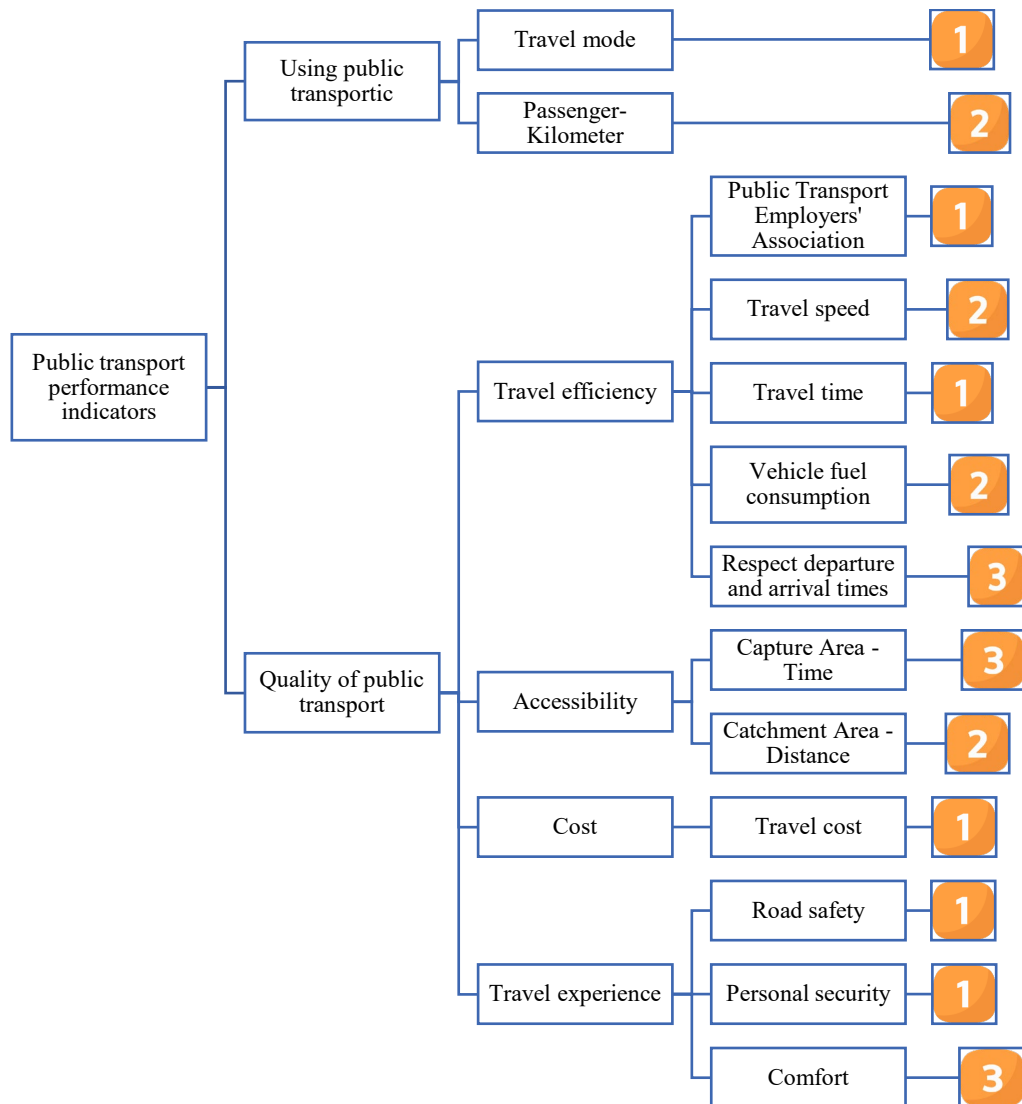 Public transport
performance
indicators
Using public
transportic
Travel mode
1
Passenger-
Kilometer
2
Quality of public
transport
Travel efficiency
Public Transport
Employers'
Association
1
Travel speed
2
Travel time
1
Vehicle fuel
consumption
2
Respect departure
and arrival times
3
Accessibility
Capture Area -
Time
3
Catchment Area -
Distance
2
Cost
Travel cost
1
Travel experience
Road safety
1
Personal security
1
Comfort
3